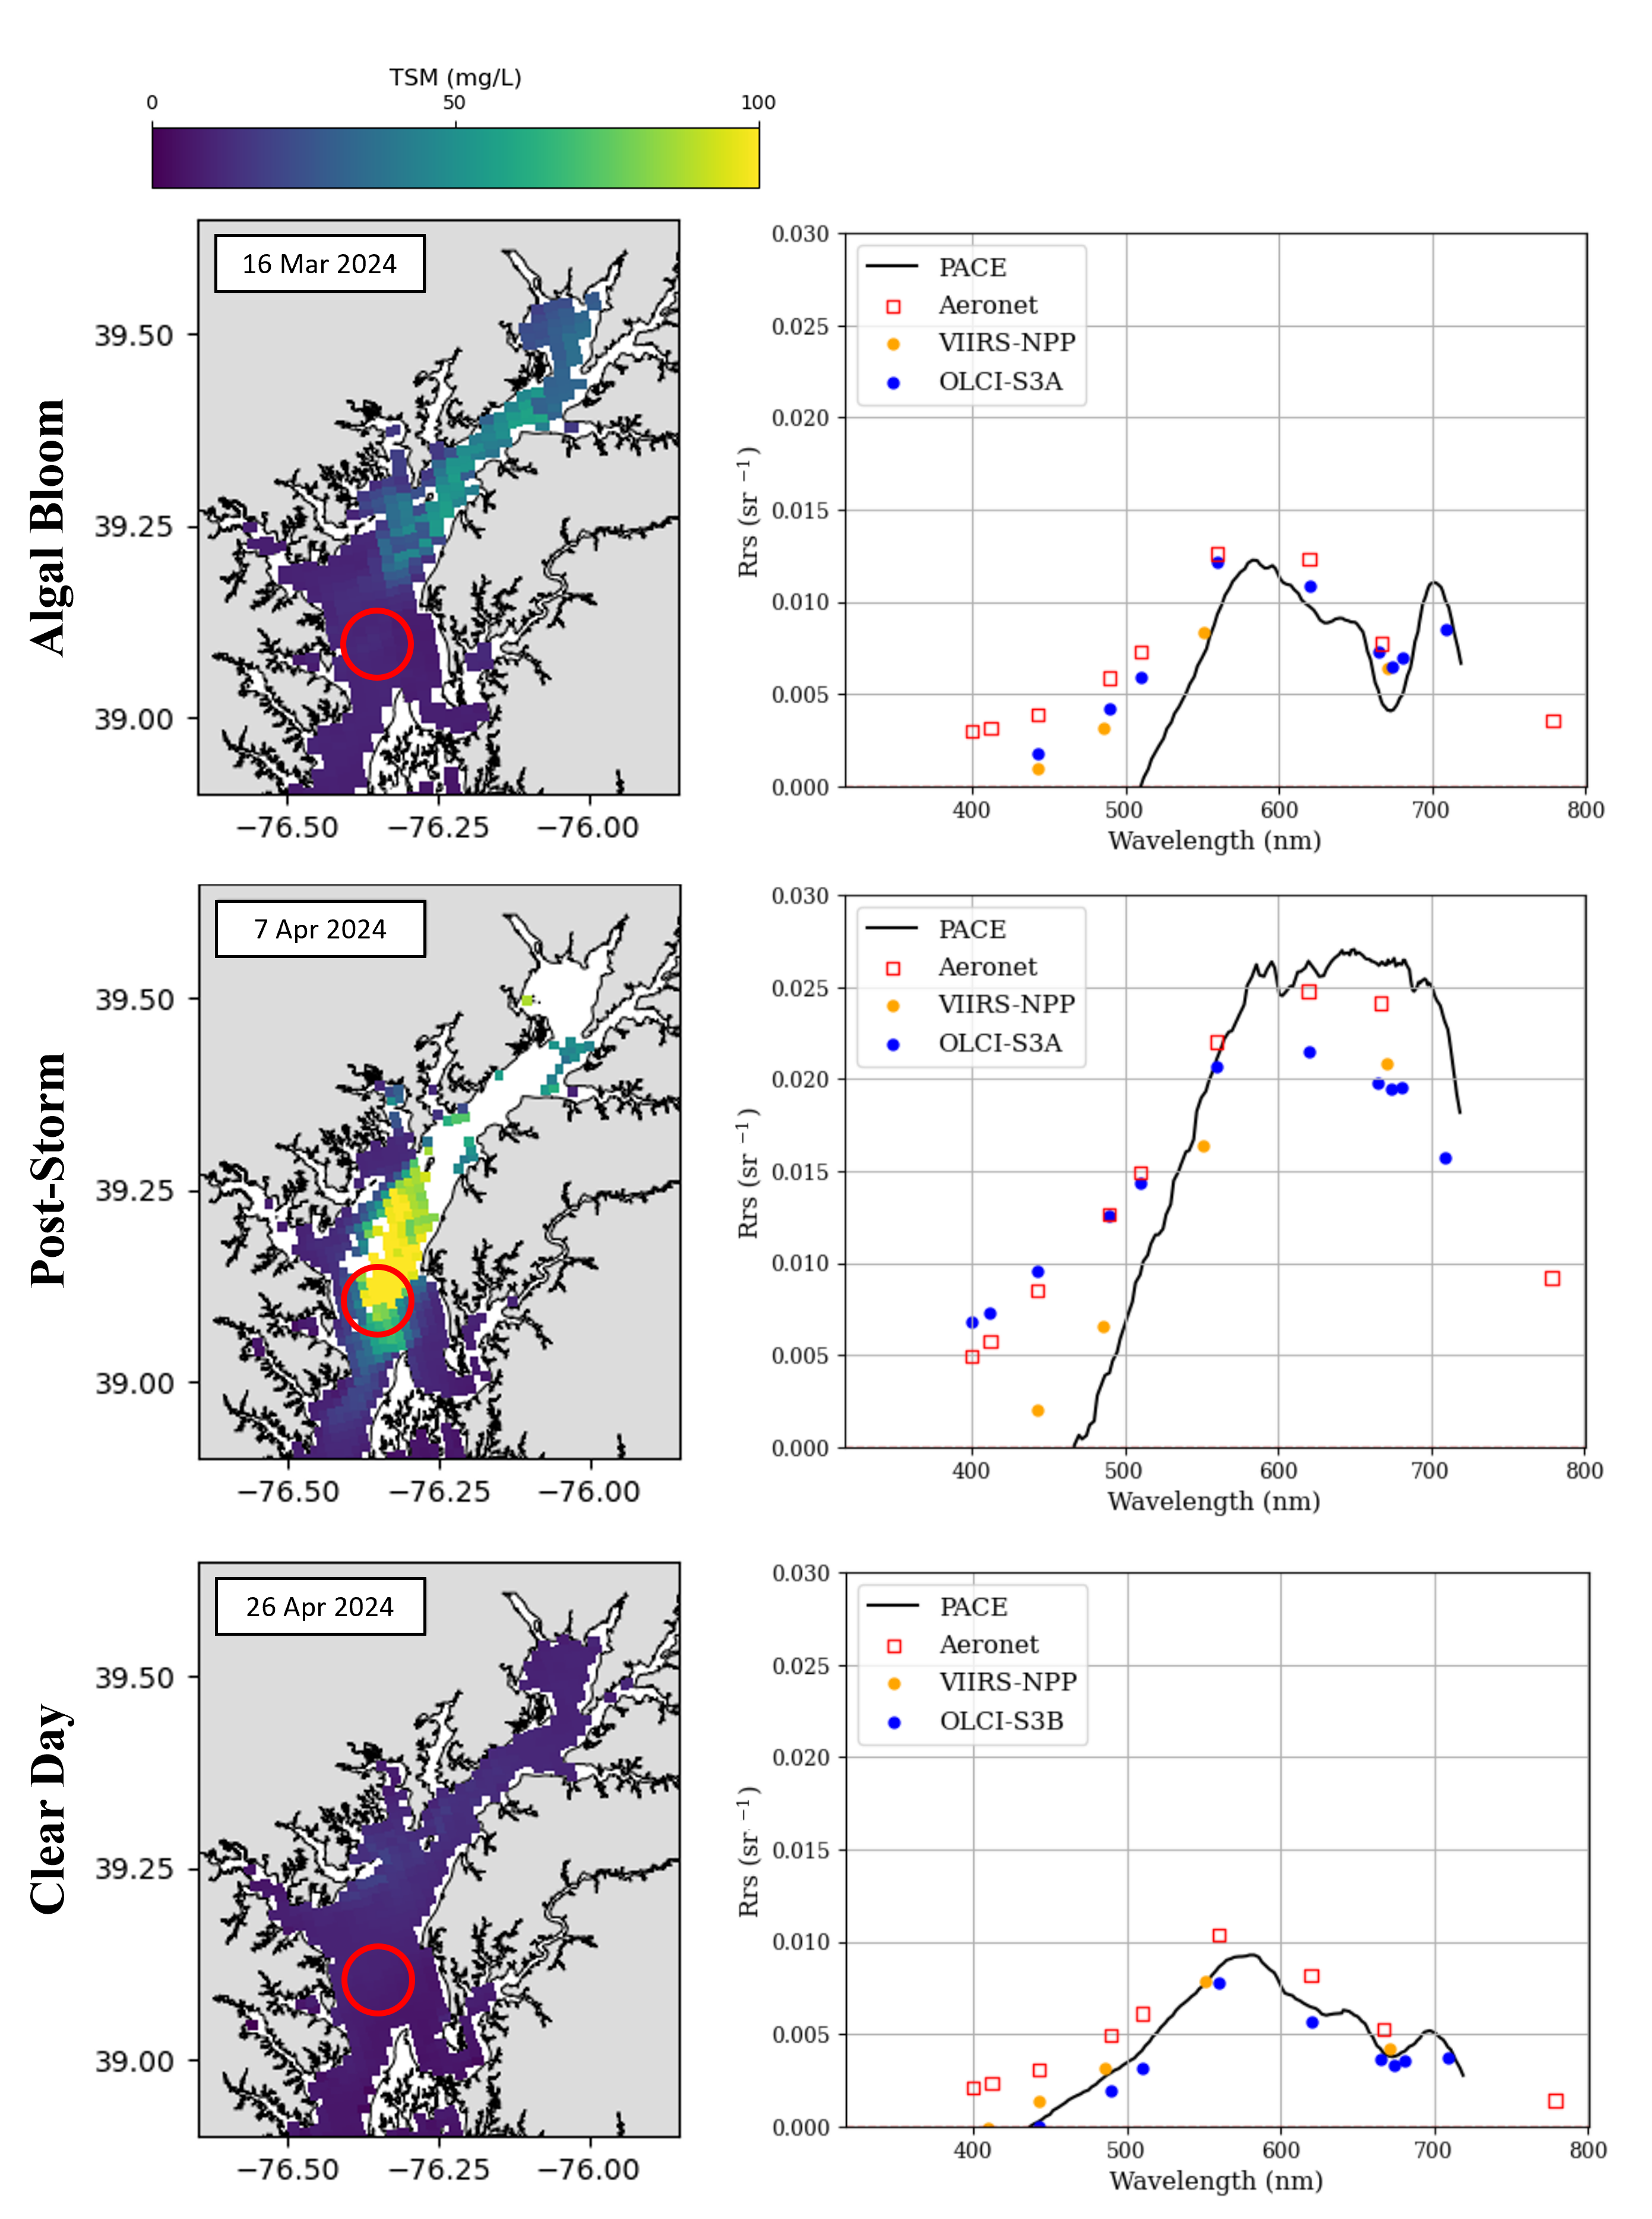 TSM (mg/L)
0 50 100
Algal Bloom
16 Mar 2024
39.50
39.25
39.00
−76.50 −76.25 −76.00
Rrs (sr ⁻¹)
0.030
0.025
0.020
0.015
0.010
0.005
0.000
PACE
Aeronet
VIIRS-NPP
OLCI-S3A
400 500 600 700 800
Wavelength (nm)
Post-Storm
7 Apr 2024
39.50
39.25
39.00
−76.50 −76.25 −76.00
Rrs (sr ⁻¹)
0.030
0.025
0.020
0.015
0.010
0.005
0.000
PACE
Aeronet
VIIRS-NPP
OLCI-S3A
400 500 600 700 800
Wavelength (nm)
Clear Day
26 Apr 2024
39.50
39.25
39.00
−76.50 −76.25 −76.00
Rrs (sr ⁻¹)
0.030
0.025
0.020
0.015
0.010
0.005
0.000
PACE
Aeronet
VIIRS-NPP
OLCI-S3B
400 500 600 700 800
Wavelength (nm)